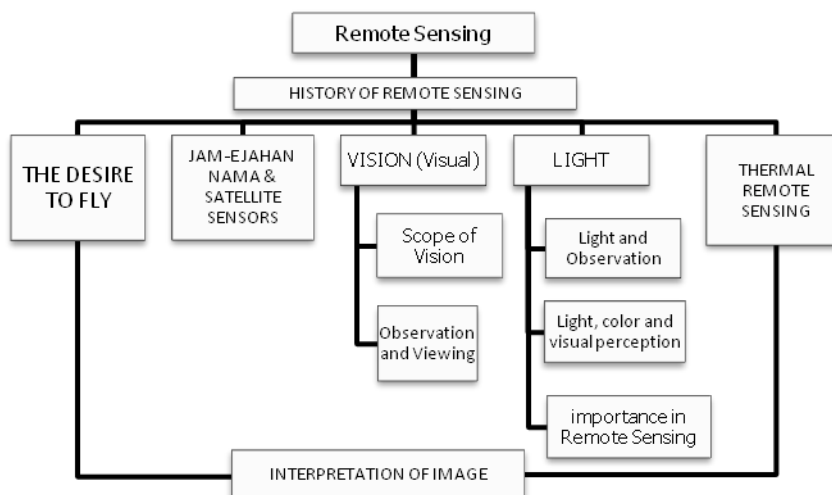 Remote Sensing
HISTORY OF REMOTE SENSING
THE DESIRE
TO FLY
JAM-EJAHAN
NAMA &
SATELLITE
SENSORS
VISION (Visual)
Scope of
Vision
Observation
and Viewing
LIGHT
Light and
Observation
Light, color and
visual perception
importance in
Remote Sensing
THERMAL
REMOTE
SENSING
INTERPRETATION OF IMAGE